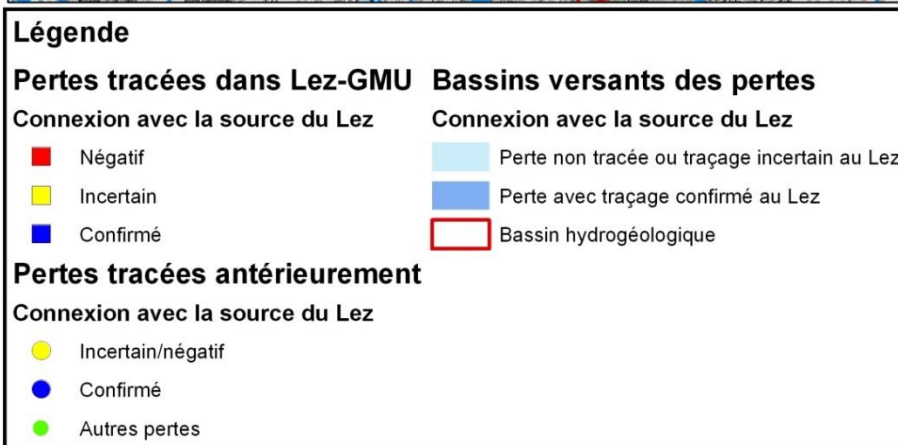 Légende
Pertes tracées dans Lez-GMU
Connexion avec la source du Lez
Négatif
Incertain
Confirmé
Pertes tracées antérieurement
Connexion avec la source du Lez
Incertain/négatif
Confirmé
Autres pertes
Bassins versants des pertes
Connexion avec la source du Lez
Perte non tracée ou traçage incertain au Lez
Perte avec traçage confirmé au Lez
Bassin hydrogéologique